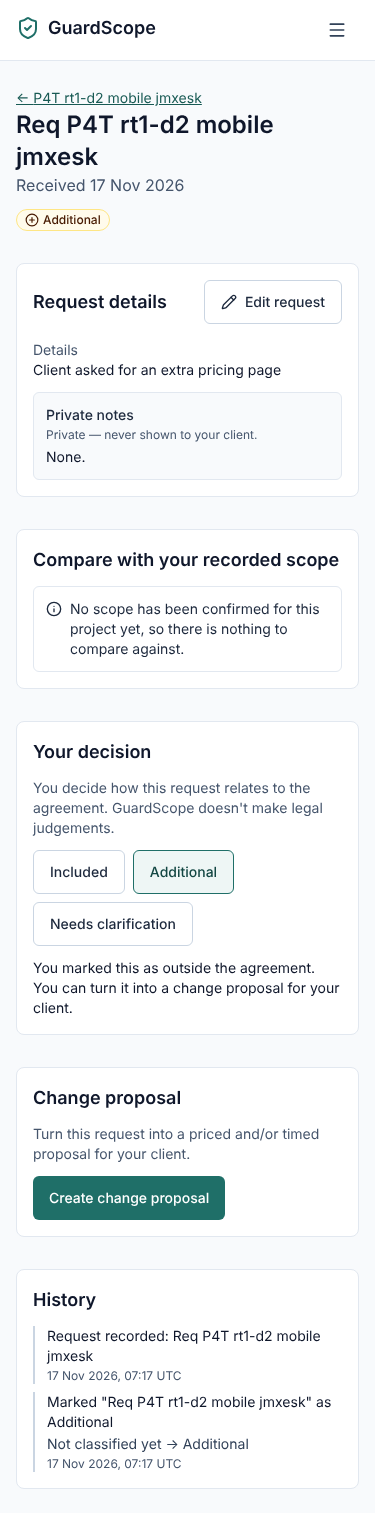 GuardScope
← P4T rt1-d2 mobile jmxesk
Req P4T rt1-d2 mobile
jmxesk
Received 17 Nov 2026
Additional
Request details
Edit request
Details
Client asked for an extra pricing page
Private notes
Private — never shown to your client.
None.
Compare with your recorded scope
No scope has been confirmed for this
project yet, so there is nothing to
compare against.
Your decision
You decide how this request relates to the
agreement. GuardScope doesn't make legal
judgements.
Included
Additional
Needs clarification
You marked this as outside the agreement.
You can turn it into a change proposal for your
client.
Change proposal
Turn this request into a priced and/or timed
proposal for your client.
Create change proposal
History
Request recorded: Req P4T rt1-d2 mobile
jmxesk
17 Nov 2026, 07:17 UTC
Marked "Req P4T rt1-d2 mobile jmxesk" as
Additional
Not classified yet → Additional
17 Nov 2026, 07:17 UTC